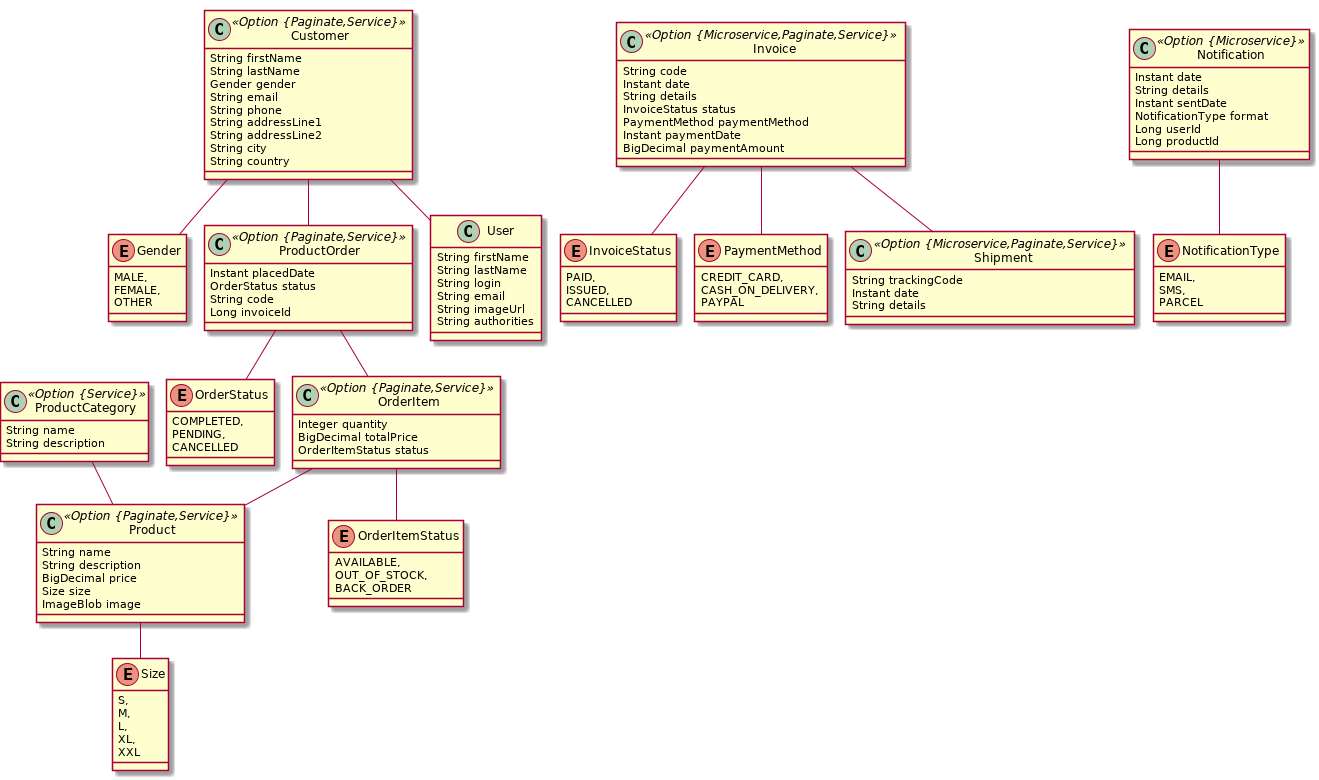 C «Option {Paginate,Service}»
Customer
String firstName
String lastName
Gender gender
String email
String phone
String addressLine1
String addressLine2
String city
String country
C «Option {Microservice,Paginate,Service}»
Invoice
String code
Instant date
String details
InvoiceStatus status
PaymentMethod paymentMethod
Instant paymentDate
BigDecimal paymentAmount
C «Option {Microservice}»
Notification
Instant date
String details
Instant sentDate
NotificationType format
Long userId
Long productId
E Gender
MALE,
FEMALE,
OTHER
C «Option {Paginate,Service}»
ProductOrder
Instant placedDate
OrderStatus status
String code
Long invoiceId
C User
String firstName
String lastName
String login
String email
String imageUrl
String authorities
E InvoiceStatus
PAID,
ISSUED,
CANCELLED
E PaymentMethod
CREDIT_CARD,
CASH_ON_DELIVERY,
PAYPAL
C «Option {Microservice,Paginate,Service}»
Shipment
String trackingCode
Instant date
String details
E NotificationType
EMAIL,
SMS,
PARCEL
C «Option {Service}»
ProductCategory
String name
String description
E OrderStatus
COMPLETED,
PENDING,
CANCELLED
C «Option {Paginate,Service}»
OrderItem
Integer quantity
BigDecimal totalPrice
OrderItemStatus status
C «Option {Paginate,Service}»
Product
String name
String description
BigDecimal price
Size size
ImageBlob image
E OrderItemStatus
AVAILABLE,
OUT_OF_STOCK,
BACK_ORDER
E Size
S,
M,
L,
XL,
XXL